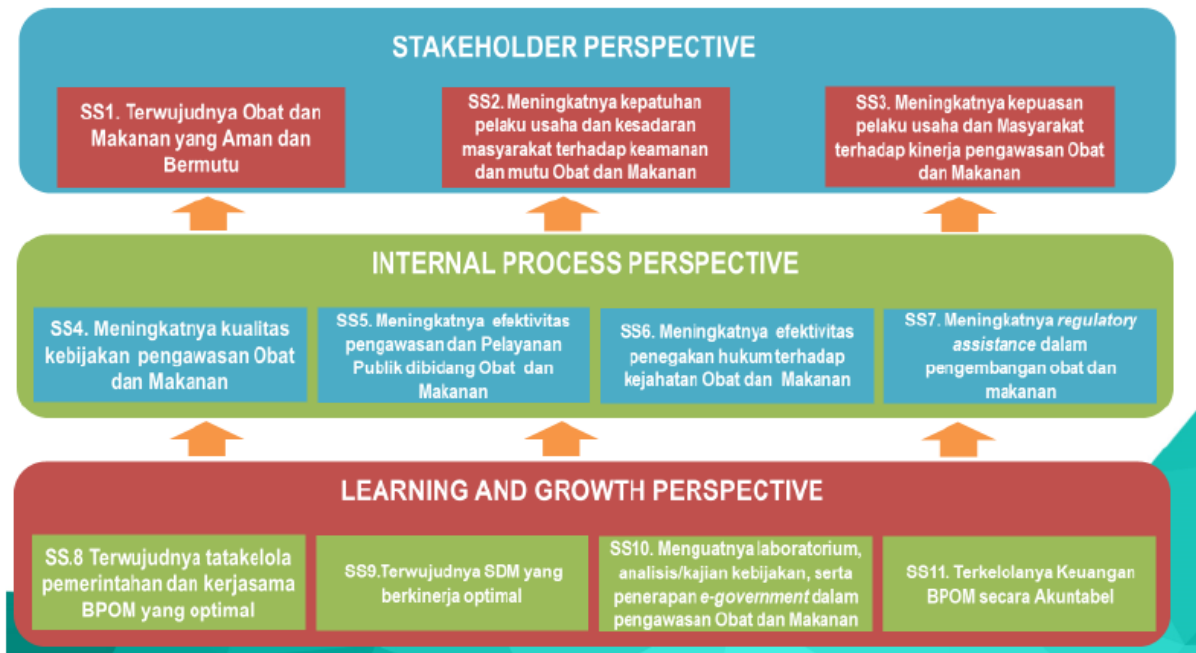 STAKEHOLDER PERSPECTIVE
SS1. Terwujudnya Obat dan
Makanan yang Aman dan
Bermutu
SS2. Meningkatnya kepatuhan
pelaku usaha dan kesadaran
masyarakat terhadap keamanan
dan mutu Obat dan Makanan
SS3. Meningkatnya kepuasan
pelaku usaha dan Masyarakat
terhadap kinerja pengawasan Obat
dan Makanan
INTERNAL PROCESS PERSPECTIVE
SS4. Meningkatnya kualitas
kebijakan pengawasan Obat
dan Makanan
SS5. Meningkatnya efektivitas
pengawasan dan Pelayanan
Publik dibidang Obat dan
Makanan
SS6. Meningkatnya efektivitas
penegakan hukum terhadap
kejahatan Obat dan Makanan
SS7. Meningkatnya regulatory
assistance dalam
pengembangan obat dan
makanan
LEARNING AND GROWTH PERSPECTIVE
SS.8 Terwujudnya tatakelola
pemerintahan dan kerjasama
BPOM yang optimal
SS9.Terwujudnya SDM yang
berkinerja optimal
SS10. Menguatnya laboratorium,
analisis/kajian kebijakan, serta
penerapan e-government dalam
pengawasan Obat dan Makanan
SS11. Terkelolanya Keuangan
BPOM secara Akuntabel